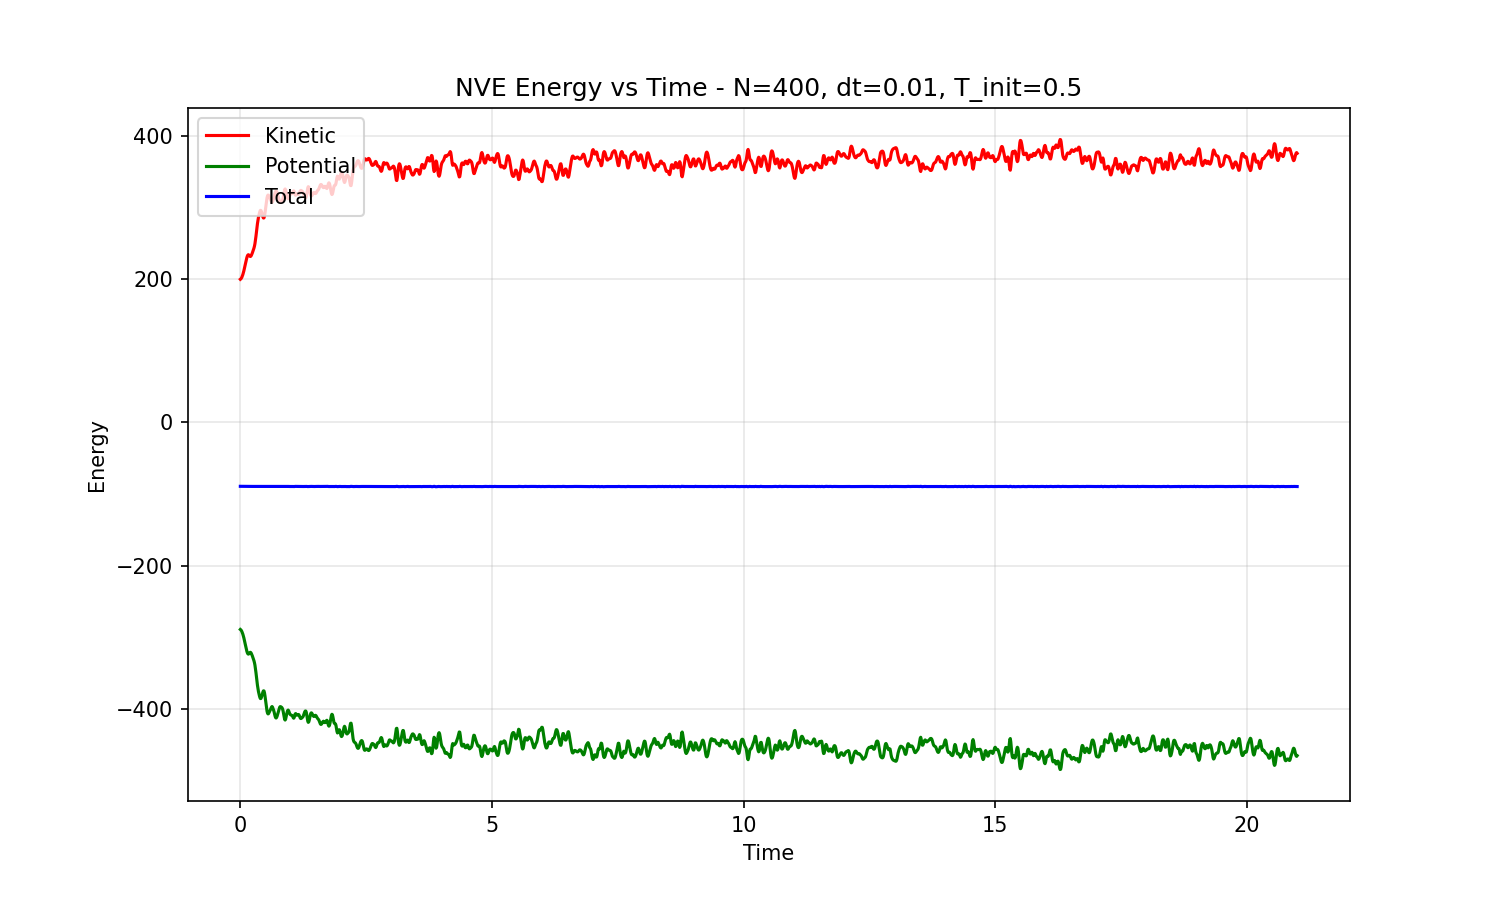 NVE Energy vs Time - N=400, dt=0.01, T_init=0.5
Kinetic
Potential
Total
400
200
0
−200
−400
Energy
0
5
10
15
20
Time